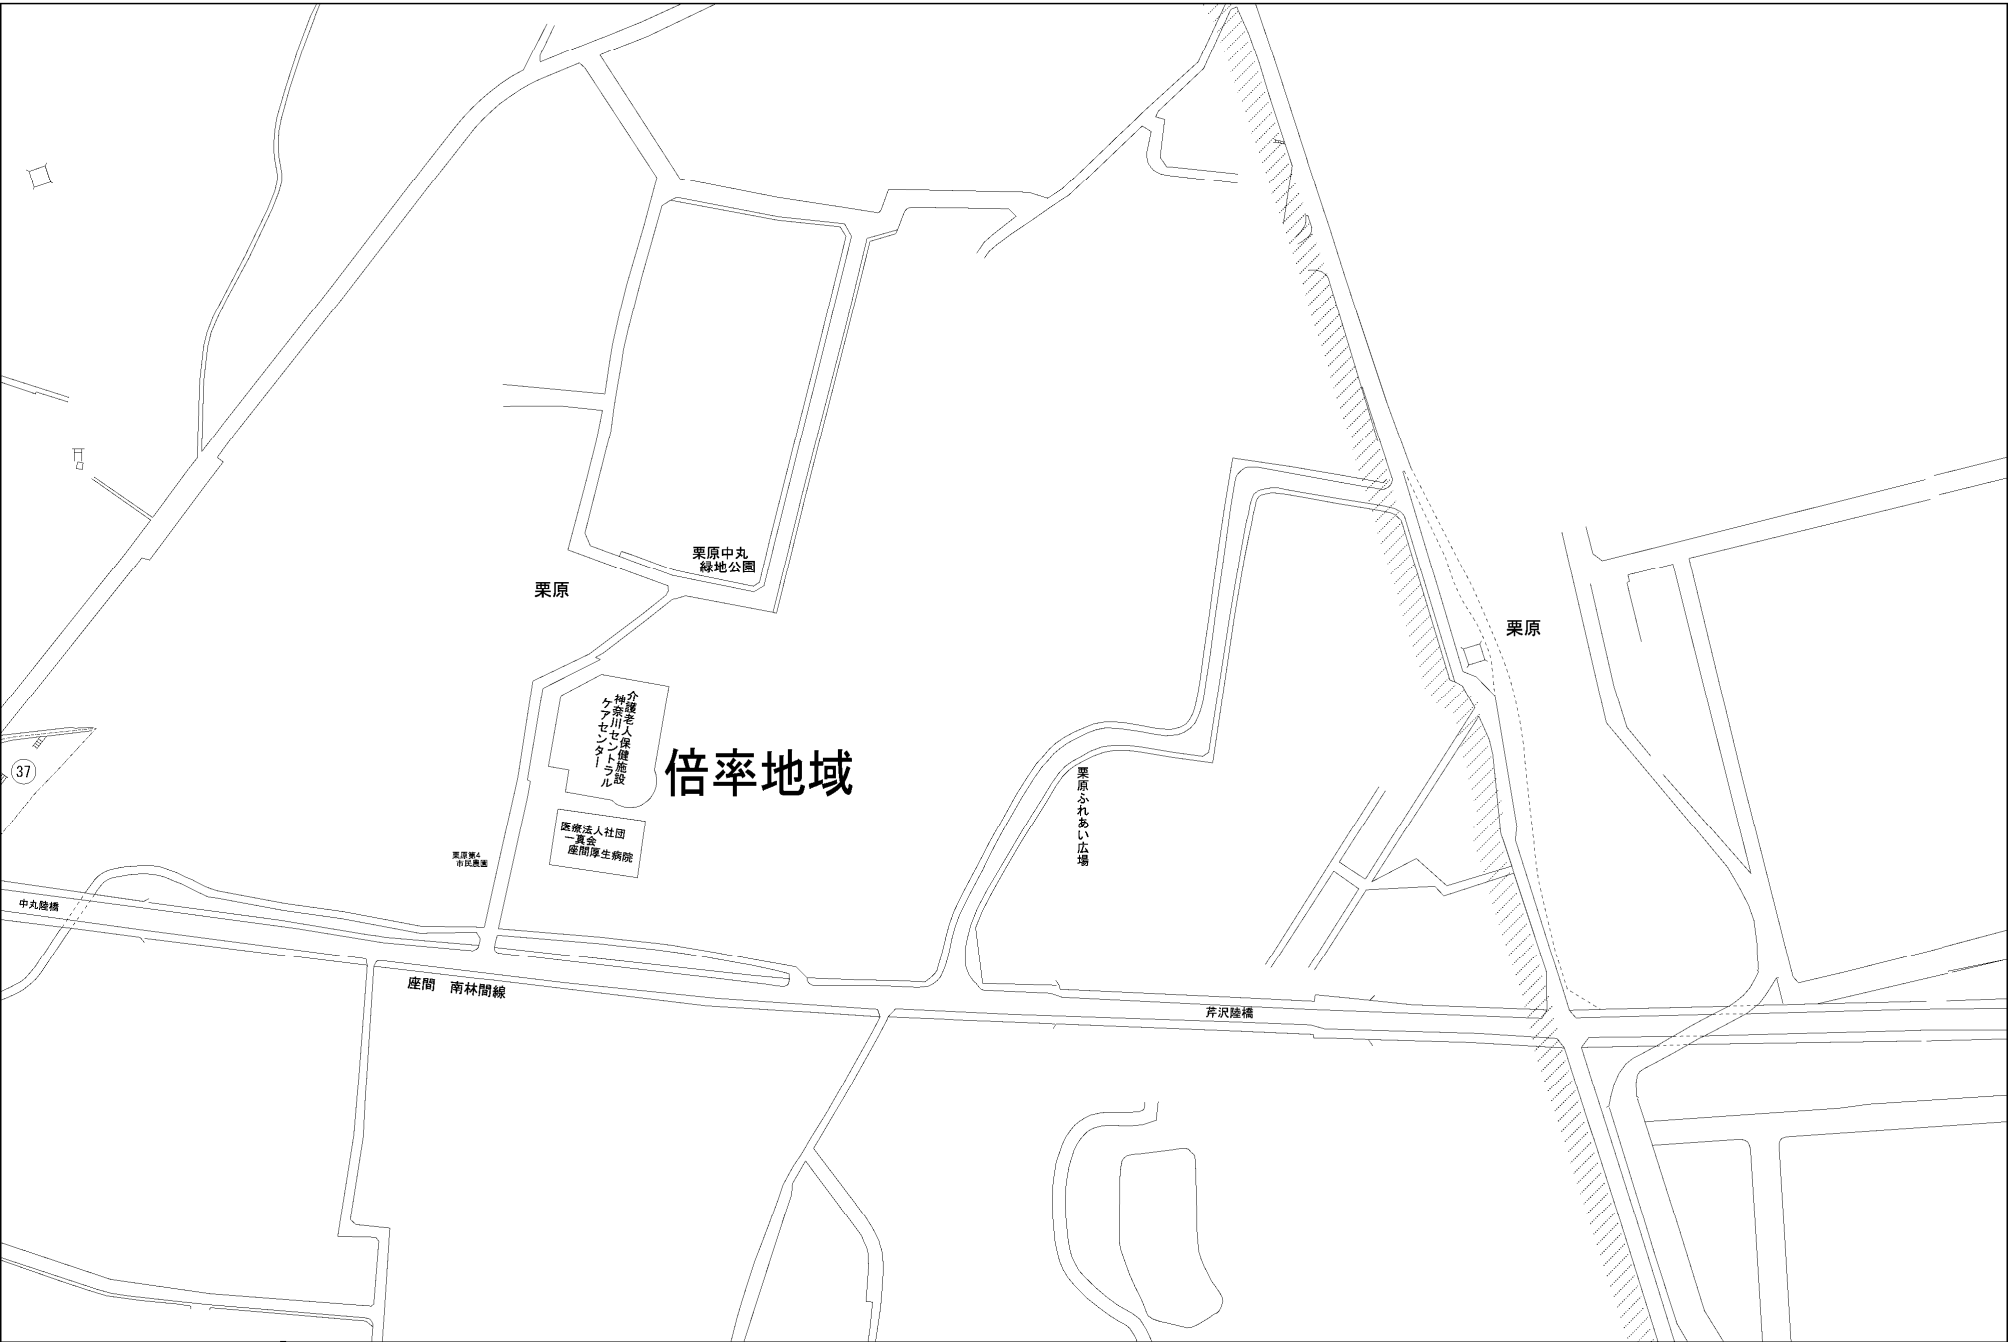 栗原中丸
緑地公園
栗原
栗原
介護老人保健施設
神奈川セントラル
ケアセンター
倍率地域
37
栗原ふれあい広場
医療法人社団
一真会
座間厚生病院
栗原第4
市民農園
中丸陸橋
座間 南林間線
芹沢陸橋